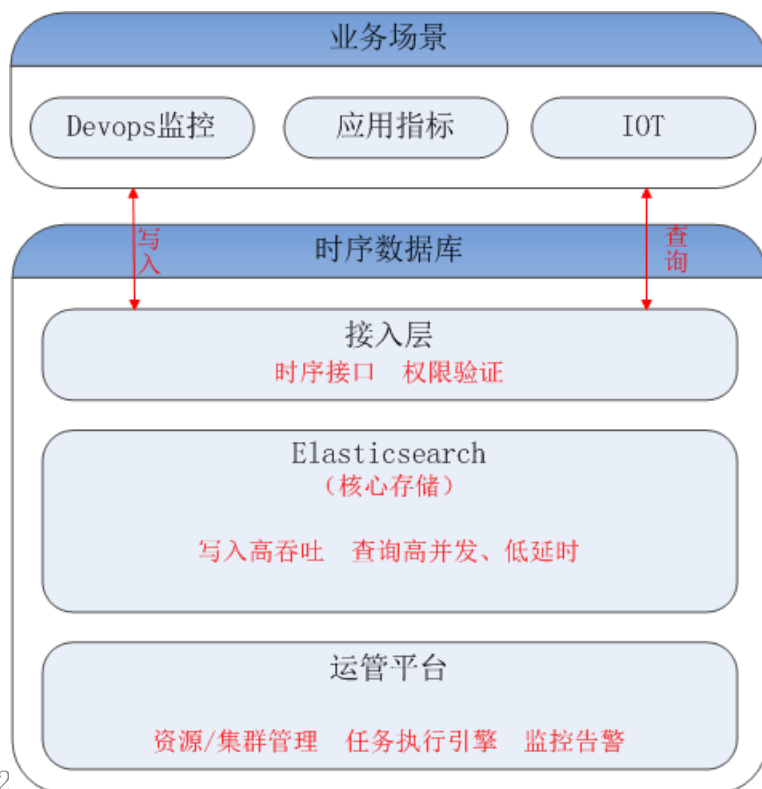 业务场景
Devops监控 应用指标 IOT
写入 查询
时序数据库
接入层
时序接口 权限验证
Elasticsearch
（核心存储）
写入高吞吐 查询高并发、低延时
运管平台
资源/集群管理 任务执行引擎 监控告警
2